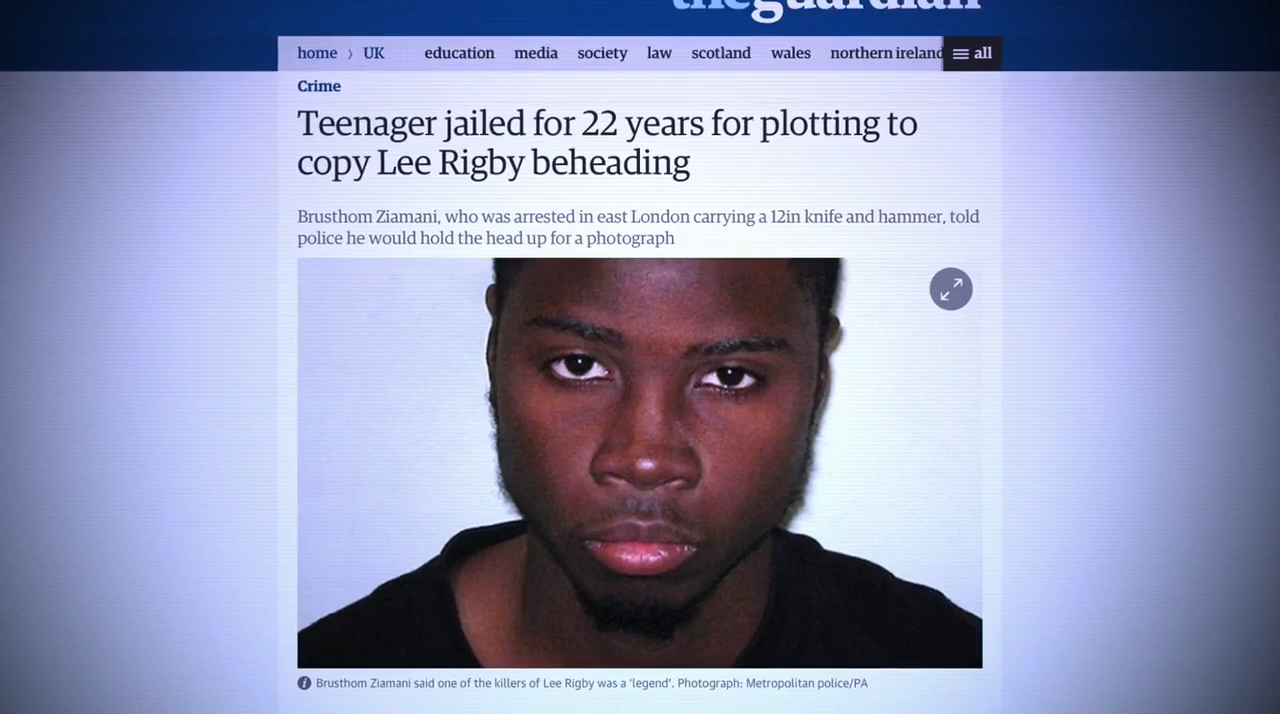 theguardian
home › UK education media society law scotland wales northern ireland all
Crime
Teenager jailed for 22 years for plotting to
copy Lee Rigby beheading
Brusthom Ziamani, who was arrested in east London carrying a 12in knife and hammer, told
police he would hold the head up for a photograph
Brusthom Ziamani said one of the killers of Lee Rigby was a 'legend'. Photograph: Metropolitan police/PA